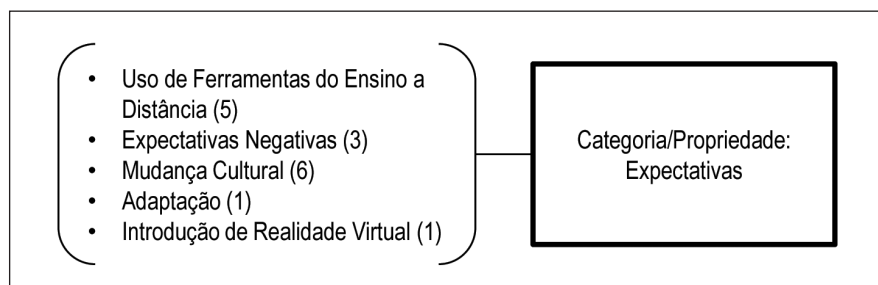 • Uso de Ferramentas do Ensino a
Distância (5)
• Expectativas Negativas (3)
• Mudança Cultural (6)
• Adaptação (1)
• Introdução de Realidade Virtual (1)
Categoria/Propriedade:
Expectativas